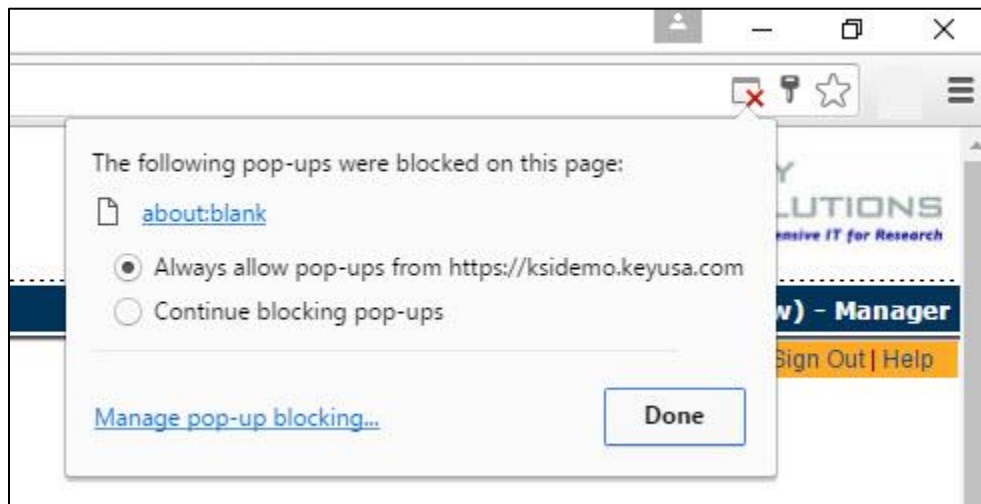 The following pop-ups were blocked on this page:
about:blank
Always allow pop-ups from https://ksidemo.keyusa.com
Continue blocking pop-ups
Manage pop-up blocking...
Done
Y
LUTIONS
ensive IT for Research
w) - Manager
Sign Out | Help